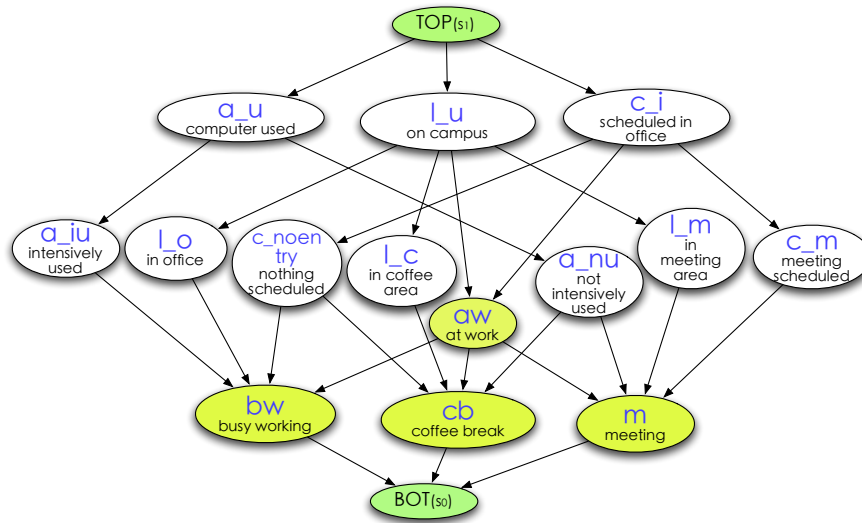 TOP(s1)
a_u
computer used
l_u
on campus
c_i
scheduled in
office
a_iu
intensively
used
l_o
in office
c_noen
try
nothing
scheduled
l_c
in coffee
area
a_nu
not
intensively
used
l_m
in
meeting
area
c_m
meeting
scheduled
aw
at work
bw
busy working
cb
coffee break
m
meeting
BOT(s0)